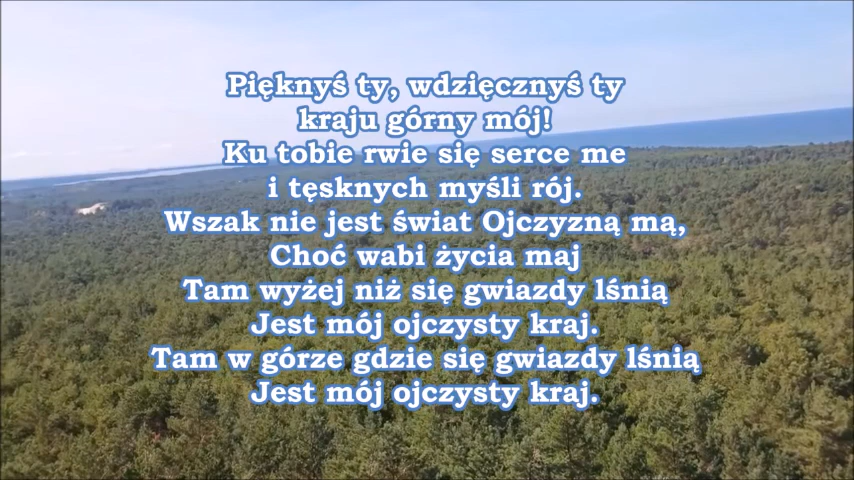 Pięknyś ty, wdzięcznyś ty
kraju górny mój!
Ku tobie rwie się serce me
i tęsknych myśli rój.
Wszak nie jest świat Ojczyzną mą,
Choć wabi życia maj
Tam wyżej niż się gwiazdy lśnią
Jest mój ojczysty kraj.
Tam w górze gdzie się gwiazdy lśnią
Jest mój ojczysty kraj.